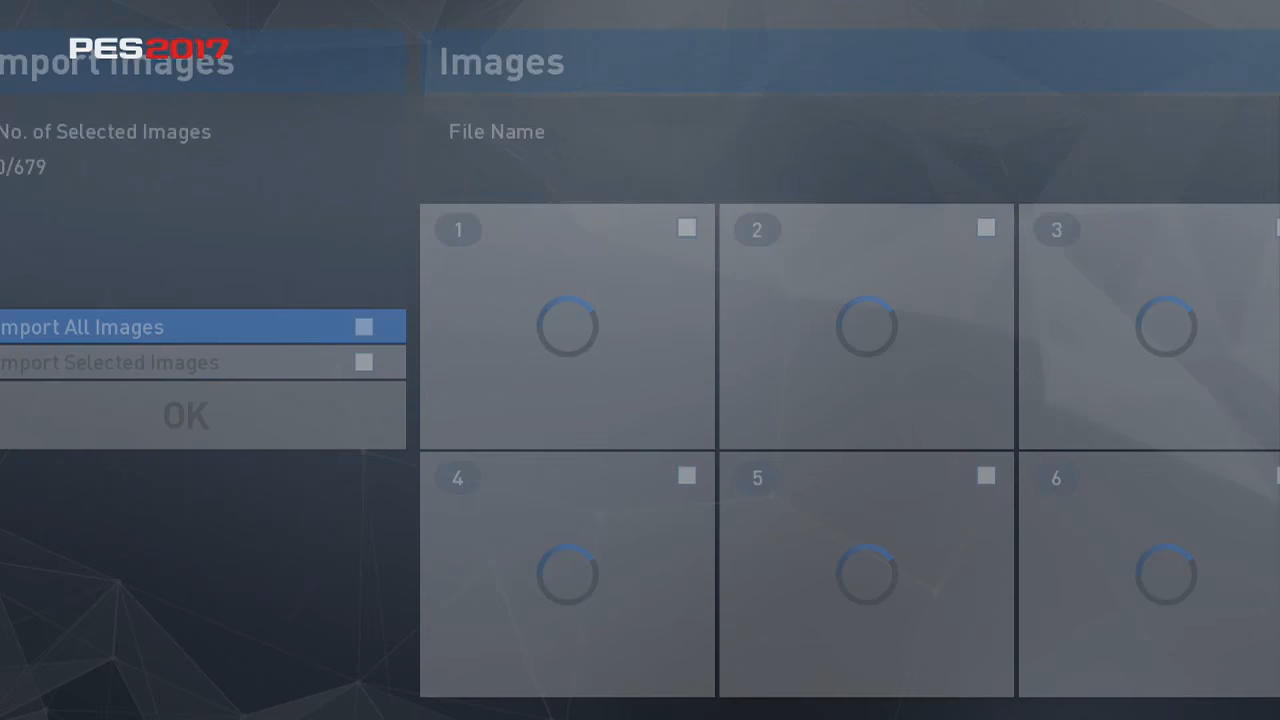 PES2017
mport Images
Images
No. of Selected Images
0/679
File Name
1
2
3
mport All Images
mport Selected Images
OK
4
5
6